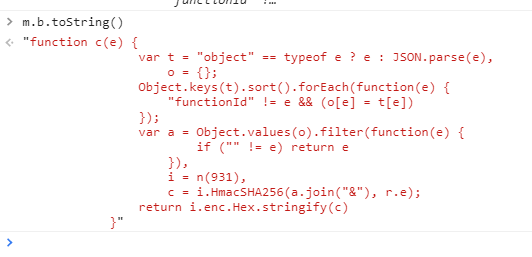 > m.b.toString()
"function c(e) {
var t = "object" == typeof e ? e : JSON.parse(e),
o = {};
Object.keys(t).sort().forEach(function(e) {
"functionId" != e && (o[e] = t[e])
});
var a = Object.values(o).filter(function(e) {
if ("" != e) return e
}),
i = n(931),
c = i.HmacSHA256(a.join("&"), r.e);
return i.enc.Hex.stringify(c)
}"
>